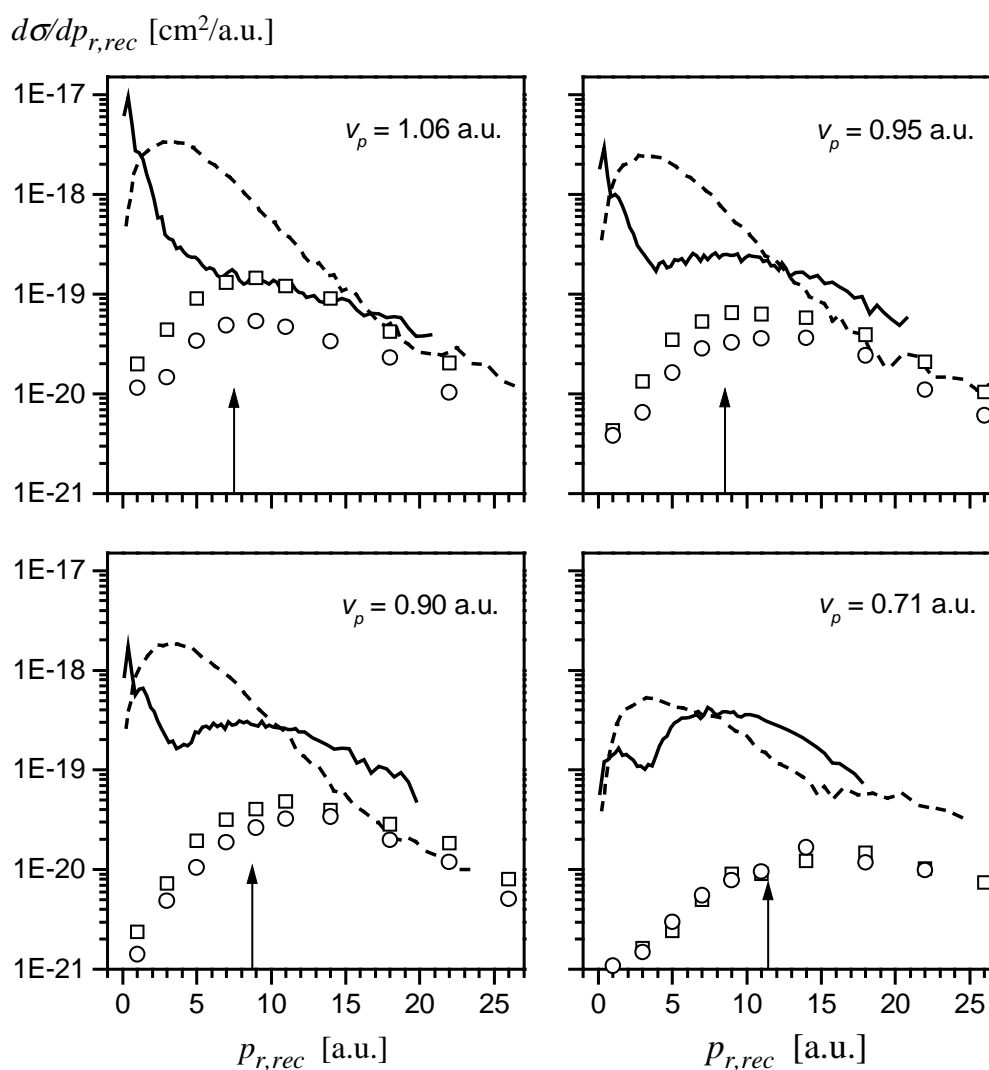 dσ/dp_{r,rec} [cm²/a.u.]
1E-17
1E-18
1E-19
1E-20
1E-21
v_p = 1.06 a.u.
v_p = 0.95 a.u.
1E-17
1E-18
1E-19
1E-20
1E-21
v_p = 0.90 a.u.
v_p = 0.71 a.u.
0 5 10 15 20 25
0 5 10 15 20 25
p_{r,rec} [a.u.]
p_{r,rec} [a.u.]